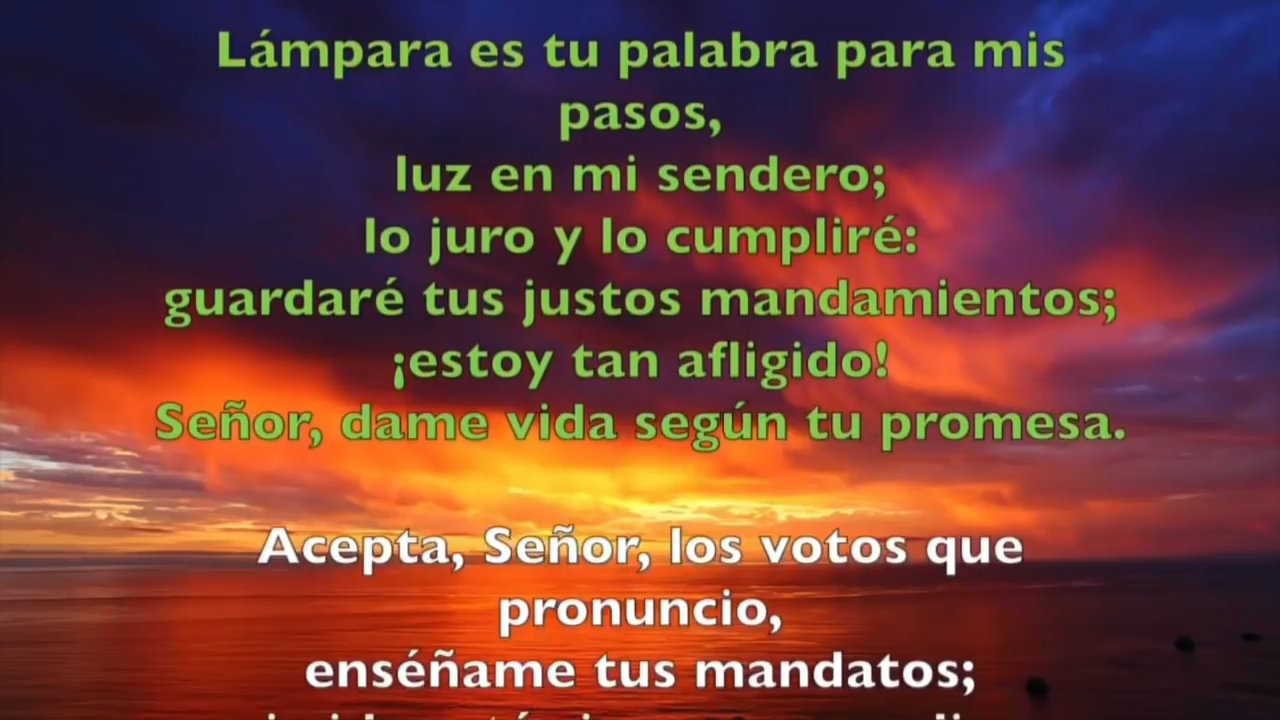 Lámpara es tu palabra para mis
pasos,
luz en mi sendero;
lo juro y lo cumpliré:
guardaré tus justos mandamientos;
¡estoy tan afligido!
Señor, dame vida según tu promesa.
Acepta, Señor, los votos que
pronuncio,
enséñame tus mandatos;